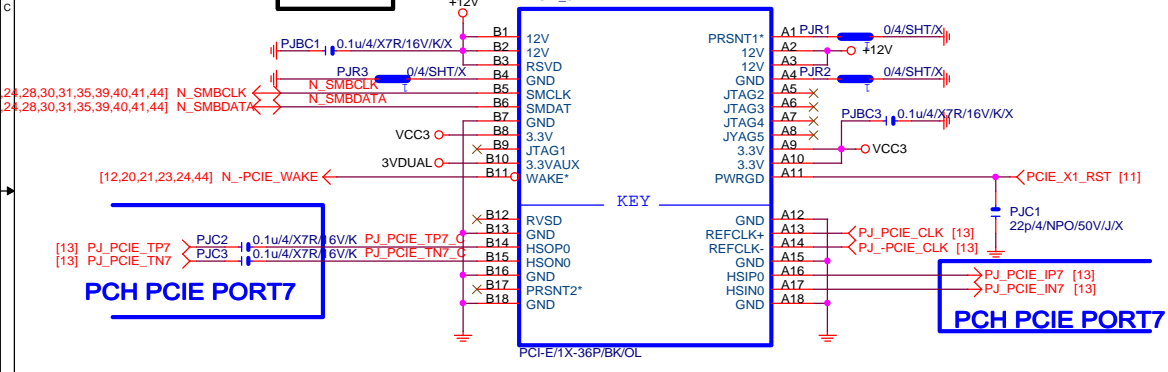 C
+12V
B1 12V
B2 12V
B3 RSVD
B4 GND
B5 SMCLK
B6 SMDAT
B7 GND
B8 3.3V
B9 JTAG1
B10 3.3VAUX
B11 WAKE*
KEY
B12 RVSD
B13 GND
B14 HSOP0
B15 HSON0
B16 GND
B17 PRSNT2*
B18 GND
PRSNT1* A1
12V A2
12V A3
GND A4
JTAG2 A5
JTAG3 A6
JTAG4 A7
JYAG5 A8
3.3V A9
3.3V A10
PWRGD A11
GND A12
REFCLK+ A13
REFCLK- A14
GND A15
HSIP0 A16
HSIN0 A17
GND A18
PJBC1 0.1u/4/X7R/16V/K/X
PJR3 0/4/SHT/X
,24,28,30,31,35,39,40,41,44] N_SMBCLK N_SMBCLK
,24,28,30,31,35,39,40,41,44] N_SMBDATA N_SMBDATA
VCC3
3VDUAL
[12,20,21,23,24,44] N_-PCIE_WAKE
[13] PJ_PCIE_TP7 PJC2 0.1u/4/X7R/16V/K PJ_PCIE_TP7_C
[13] PJ_PCIE_TN7 PJC3 0.1u/4/X7R/16V/K PJ_PCIE_TN7_C
PCH PCIE PORT7
PJR1 0/4/SHT/X
+12V
PJR2 0/4/SHT/X
PJBC3 0.1u/4/X7R/16V/K/X
VCC3
PCIE_X1_RST [11]
PJC1
22p/4/NPO/50V/J/X
PJ_PCIE_CLK [13]
PJ_-PCIE_CLK [13]
PJ_PCIE_IP7 [13]
PJ_PCIE_IN7 [13]
PCH PCIE PORT7
PCI-E/1X-36P/BK/OL